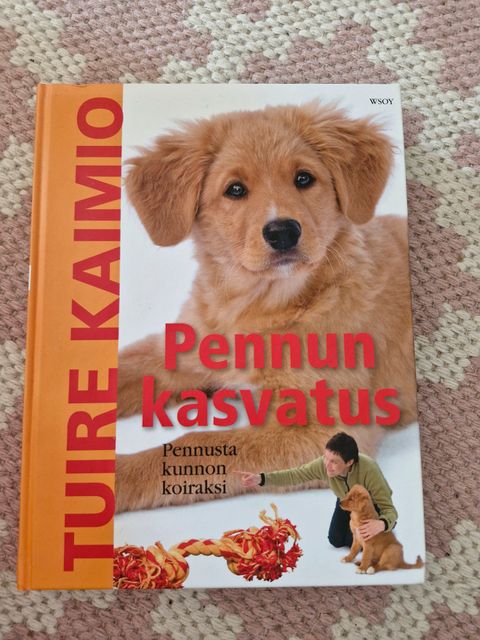 WSOY
TUIRE KAIMIO
Pennun
kasvatus
Pennusta
kunnon
koiraksi